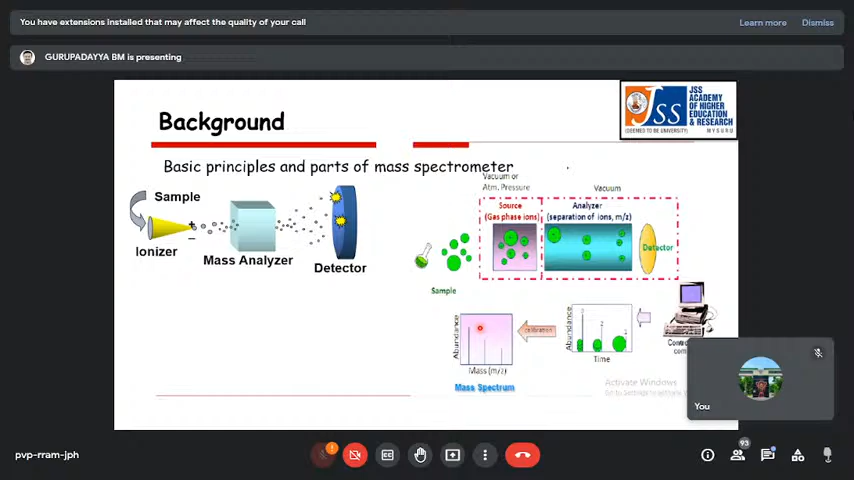 You have extensions installed that may affect the quality of your call
Learn more
Dismiss
GURUPADAYYA BM is presenting
JSS
JSS
ACADEMY
OF HIGHER
EDUCATION
& RESEARCH
(DEEMED TO BE UNIVERSITY) MYSURU
Background
Basic principles and parts of mass spectrometer
Sample
+
−
Ionizer
Mass Analyzer
Detector
Vacuum or
Atm. Pressure
Vacuum
Source
(Gas phase ions)
Analyzer
(separation of ions, m/z)
Detector
Sample
Abundance
Mass (m/z)
Mass Spectrum
calibration
Abundance
Time
Activate Windows
You
pvp-rram-jph
93